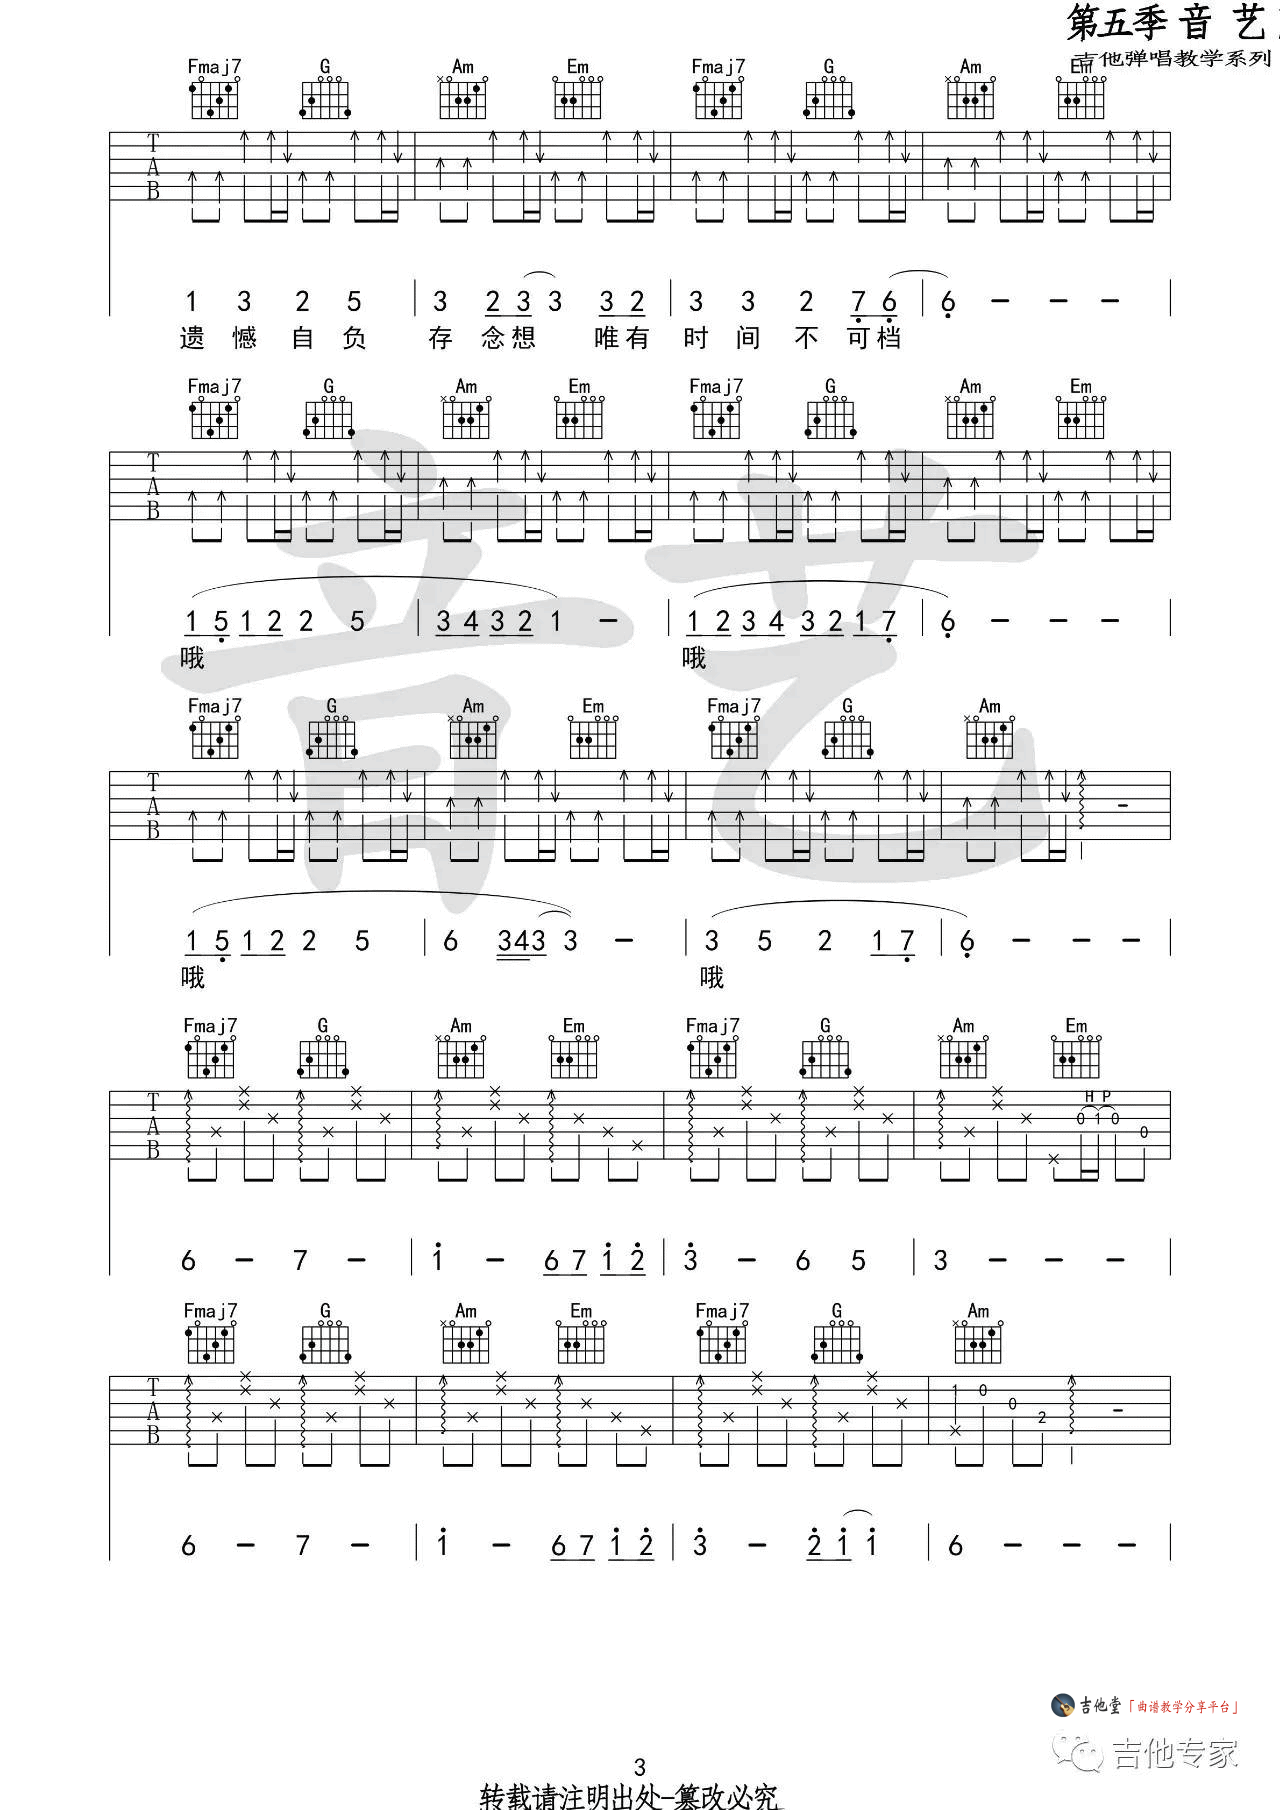 第五季 音 艺
吉他弹唱教学系列
Fmaj7 G Am Em Fmaj7 G Am Em
T
A
B
1 3 2 5 3 2 3 3 3 2 3 3 2 7 6 6 - - -
遗 憾 自 负 存 念 想 唯 有 时 间 不 可 档
Fmaj7 G Am Em Fmaj7 G Am Em
T
A
B
1 5 1 2 2 5 3 4 3 2 1 - 1 2 3 4 3 2 1 7 6 - - -
哦 哦
Fmaj7 G Am Em Fmaj7 G Am
T
A
B
-
1 5 1 2 2 5 6 3 4 3 3 - 3 5 2 1 7 6 - - -
哦 哦
音艺
Fmaj7 G Am Em Fmaj7 G Am Em
H P
T
A
B
0 1 0 0
6 - 7 - 1 - 6 7 1 2 3 - 6 5 3 - - -
Fmaj7 G Am Em Fmaj7 G Am
T
A
B
1 0 0 2 -
6 - 7 - 1 - 6 7 1 2 3 - 2 1 1 6 - - -
吉他堂「曲谱教学分享平台」
吉他专家
3
转载请注明出处-篡改必究